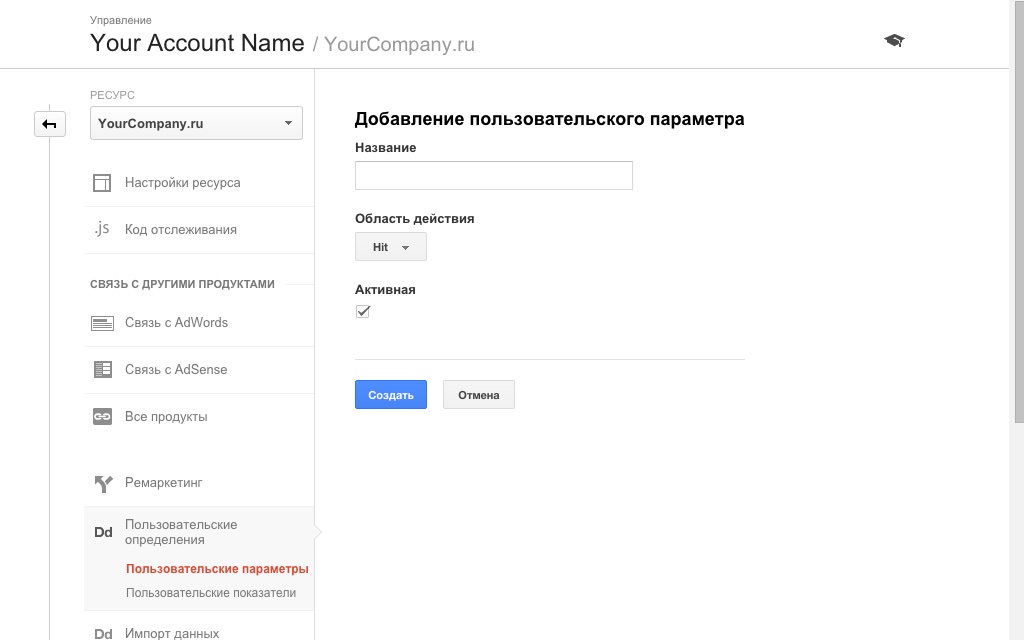 Управление
Your Account Name / YourCompany.ru
РЕСУРС
YourCompany.ru
Настройки ресурса
.js Код отслеживания
СВЯЗЬ С ДРУГИМИ ПРОДУКТАМИ
Связь с AdWords
Связь с AdSense
Все продукты
Ремаркетинг
Dd Пользовательские
определения
Пользовательские параметры
Пользовательские показатели
Dd Импорт данных
Добавление пользовательского параметра
Название
Область действия
Hit
Активная
Создать
Отмена